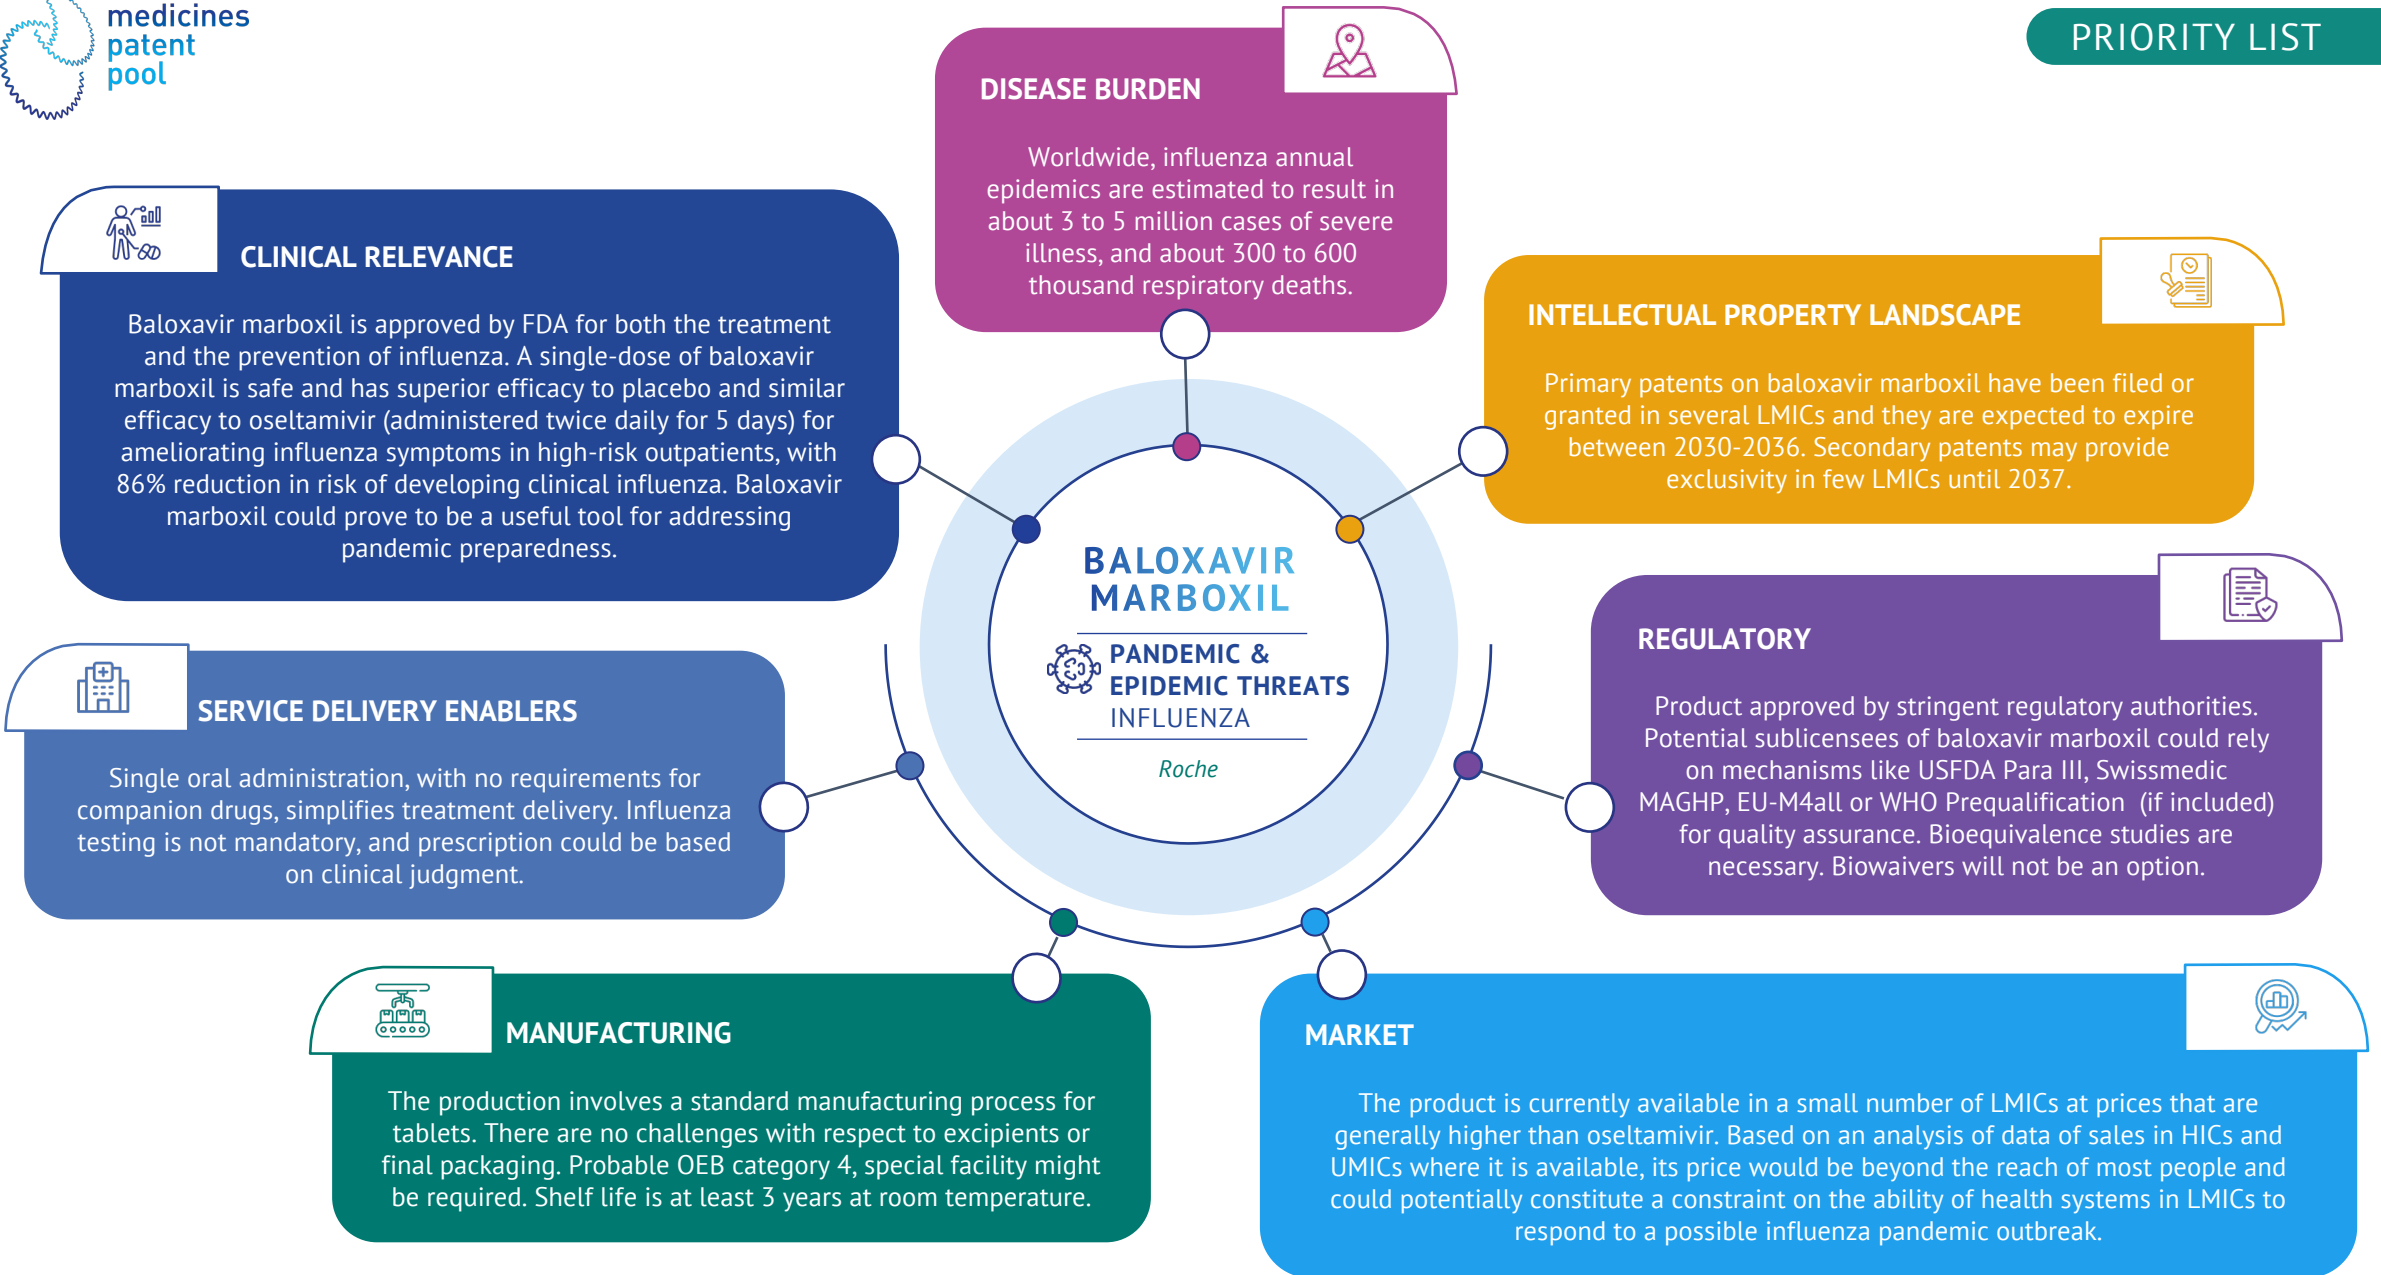 medicines
patent
pool
PRIORITY LIST
DISEASE BURDEN
Worldwide, influenza annual
epidemics are estimated to result in
about 3 to 5 million cases of severe
illness, and about 300 to 600
thousand respiratory deaths.
CLINICAL RELEVANCE
Baloxavir marboxil is approved by FDA for both the treatment
and the prevention of influenza. A single-dose of baloxavir
marboxil is safe and has superior efficacy to placebo and similar
efficacy to oseltamivir (administered twice daily for 5 days) for
ameliorating influenza symptoms in high-risk outpatients, with
86% reduction in risk of developing clinical influenza. Baloxavir
marboxil could prove to be a useful tool for addressing
pandemic preparedness.
INTELLECTUAL PROPERTY LANDSCAPE
Primary patents on baloxavir marboxil have been filed or
granted in several LMICs and they are expected to expire
between 2030-2036. Secondary patents may provide
exclusivity in few LMICs until 2037.
BALOXAVIR
MARBOXIL
PANDEMIC &
EPIDEMIC THREATS
INFLUENZA
Roche
REGULATORY
Product approved by stringent regulatory authorities.
Potential sublicensees of baloxavir marboxil could rely
on mechanisms like USFDA Para III, Swissmedic
MAGHP, EU-M4all or WHO Prequalification (if included)
for quality assurance. Bioequivalence studies are
necessary. Biowaivers will not be an option.
SERVICE DELIVERY ENABLERS
Single oral administration, with no requirements for
companion drugs, simplifies treatment delivery. Influenza
testing is not mandatory, and prescription could be based
on clinical judgment.
MANUFACTURING
The production involves a standard manufacturing process for
tablets. There are no challenges with respect to excipients or
final packaging. Probable OEB category 4, special facility might
be required. Shelf life is at least 3 years at room temperature.
MARKET
The product is currently available in a small number of LMICs at prices that are
generally higher than oseltamivir. Based on an analysis of data of sales in HICs and
UMICs where it is available, its price would be beyond the reach of most people and
could potentially constitute a constraint on the ability of health systems in LMICs to
respond to a possible influenza pandemic outbreak.